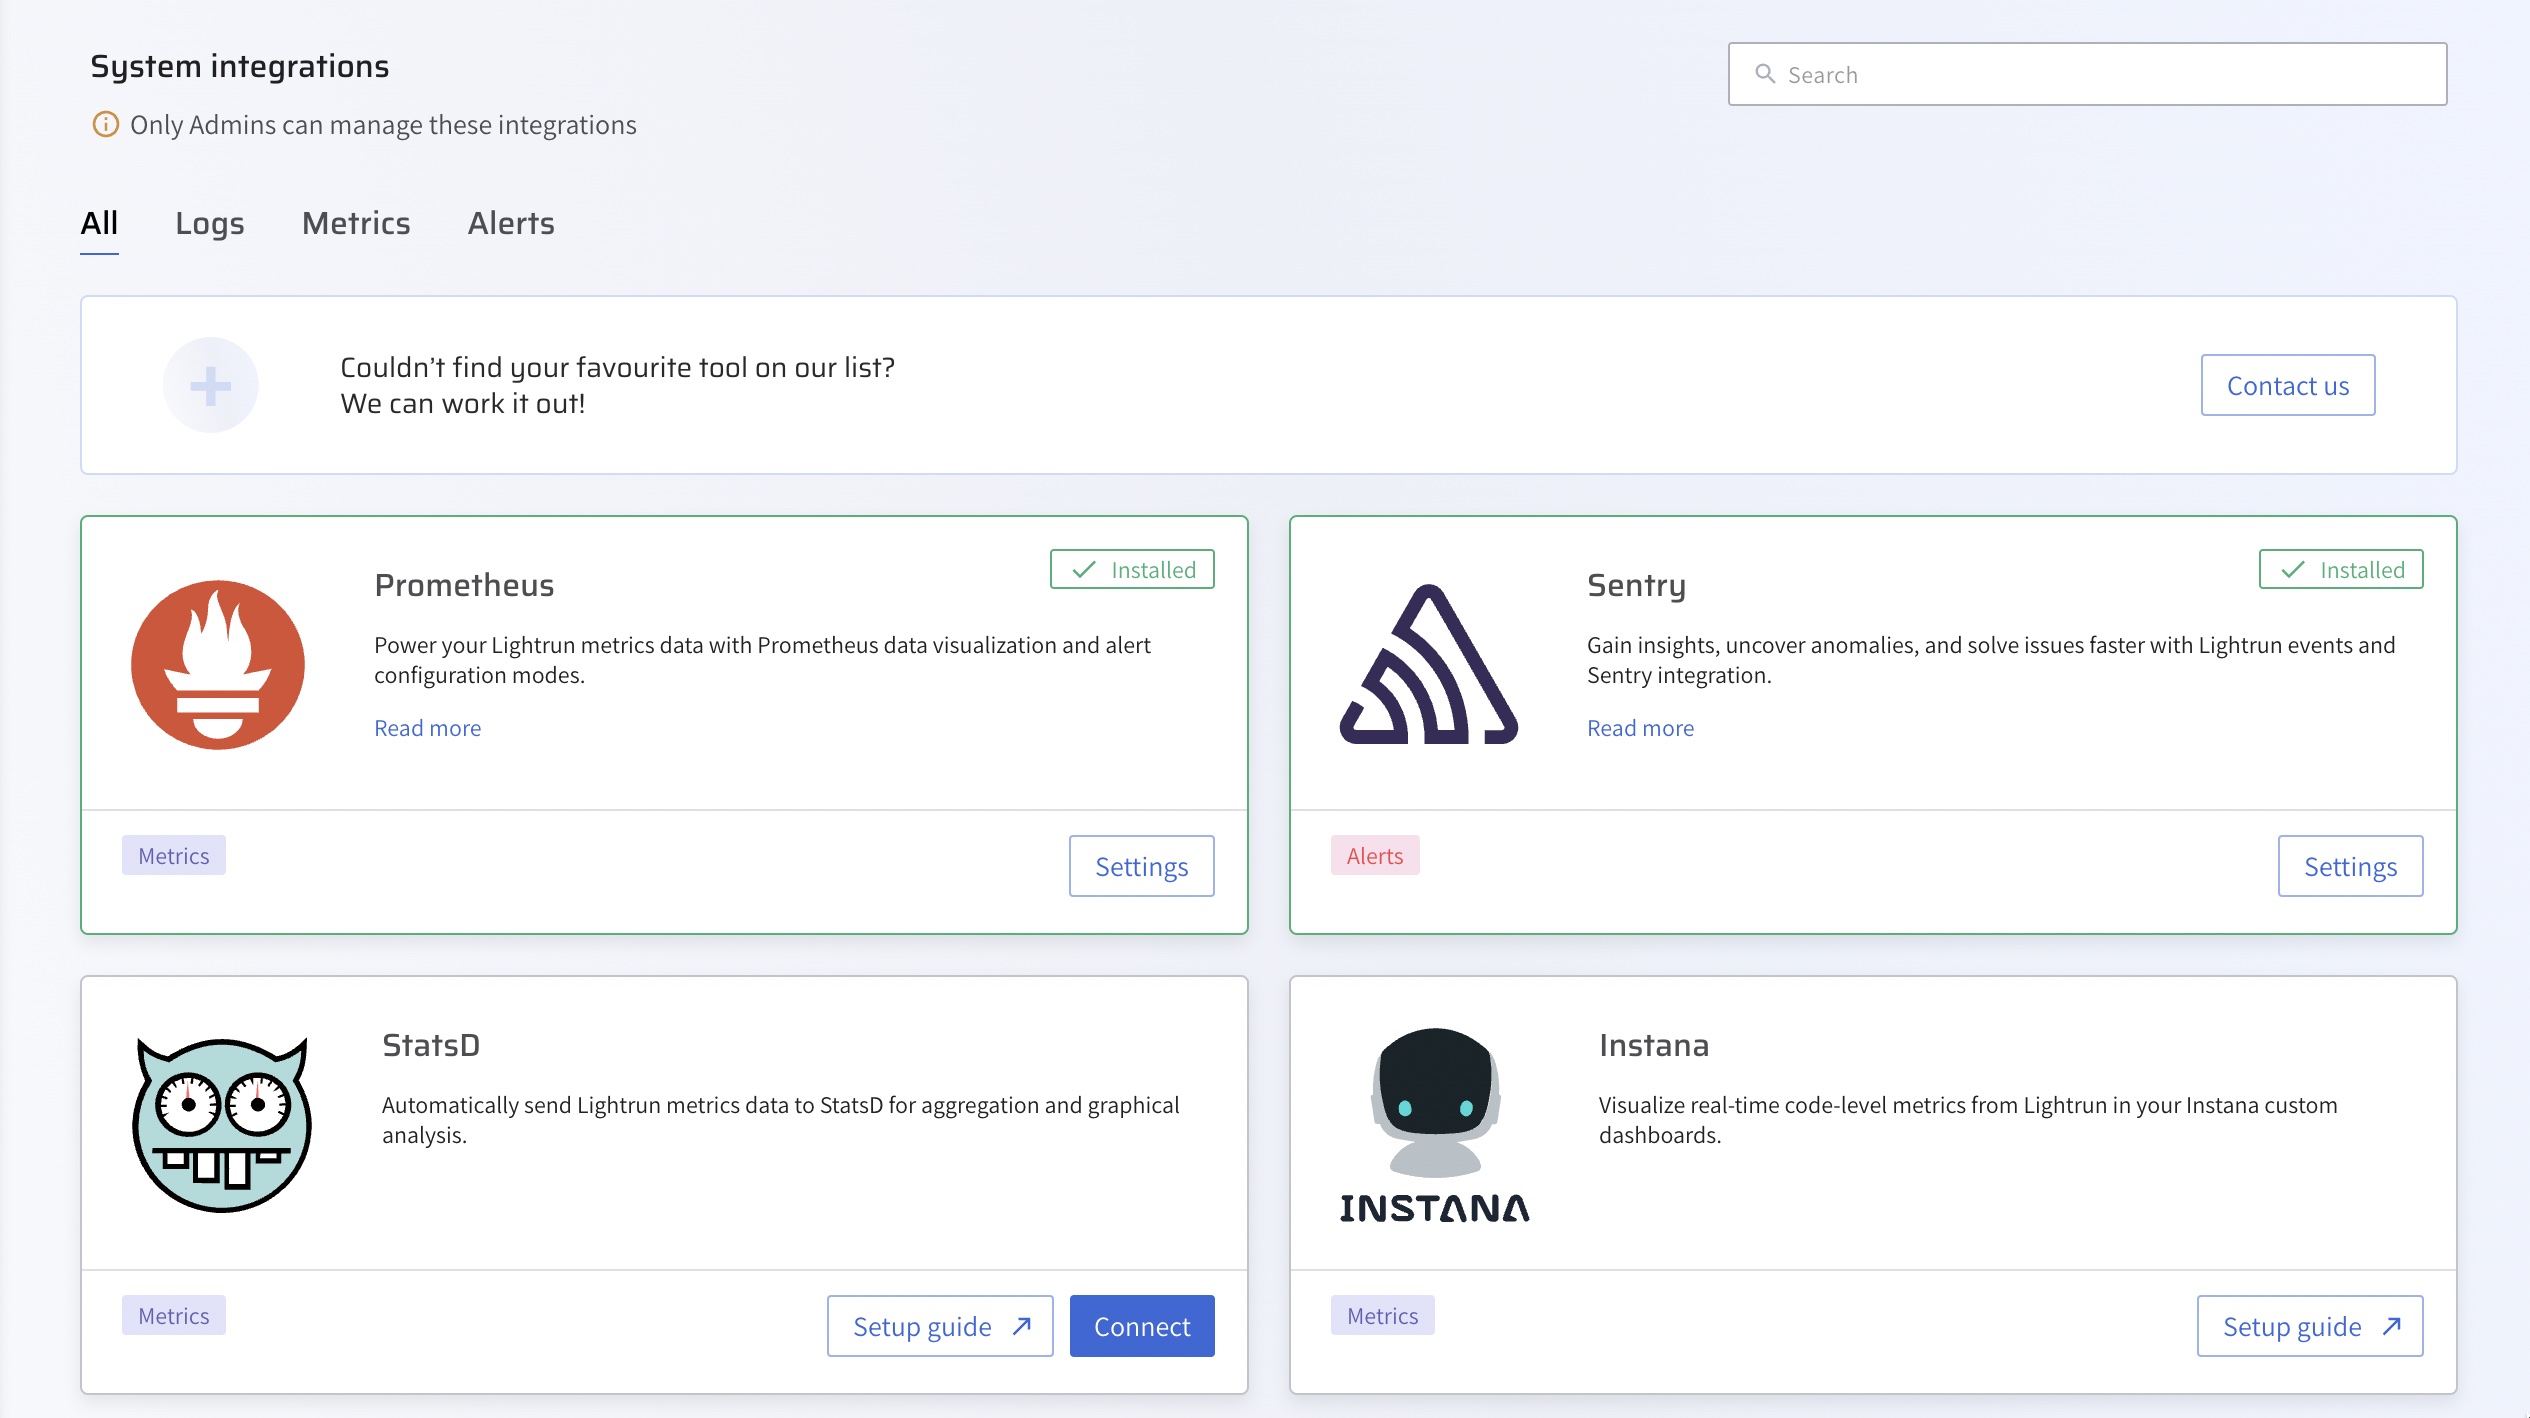 System integrations
Search
Only Admins can manage these integrations
All
Logs
Metrics
Alerts
Couldn’t find your favourite tool on our list?
We can work it out!
Contact us
Prometheus
Installed
Power your Lightrun metrics data with Prometheus data visualization and alert
configuration modes.
Read more
Metrics
Settings
Sentry
Installed
Gain insights, uncover anomalies, and solve issues faster with Lightrun events and
Sentry integration.
Read more
Alerts
Settings
StatsD
Automatically send Lightrun metrics data to StatsD for aggregation and graphical
analysis.
Metrics
Setup guide
Connect
Instana
Visualize real-time code-level metrics from Lightrun in your Instana custom
dashboards.
INSTANA
Metrics
Setup guide